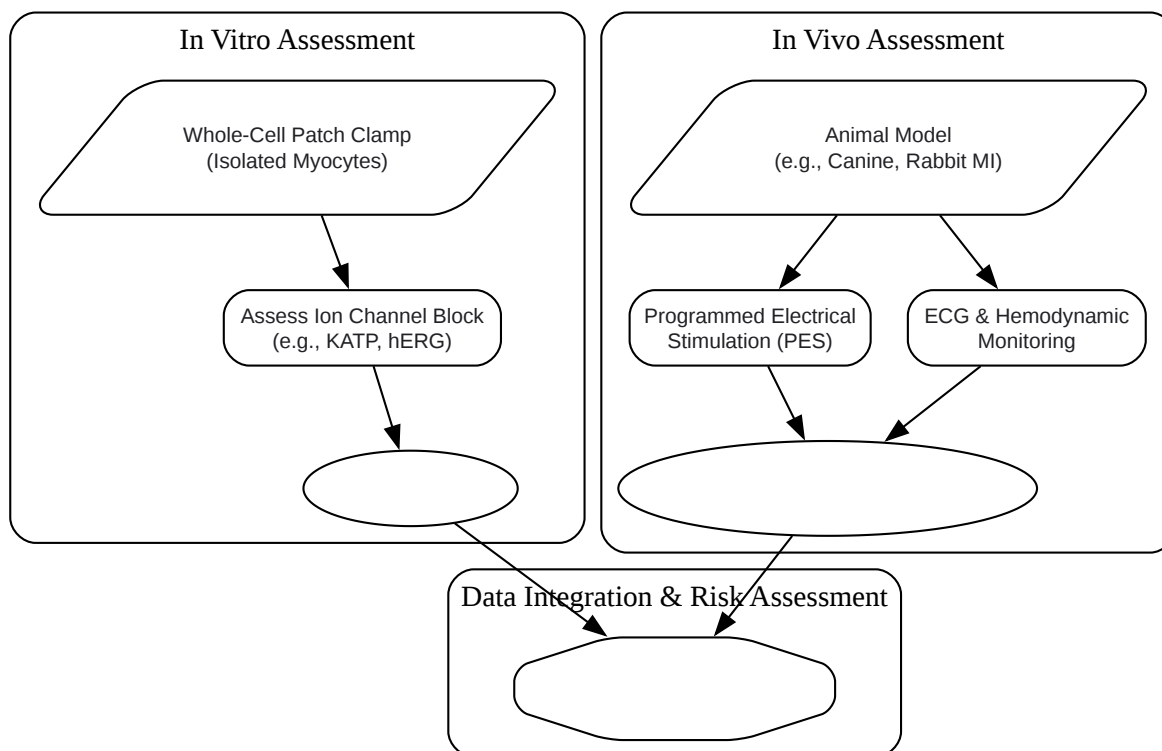 In Vitro Assessment
Whole-Cell Patch Clamp
(Isolated Myocytes)
Assess Ion Channel Block
(e.g., KATP, hERG)
In Vivo Assessment
Animal Model
(e.g., Canine, Rabbit MI)
Programmed Electrical
Stimulation (PES)
ECG & Hemodynamic
Monitoring
Data Integration & Risk Assessment